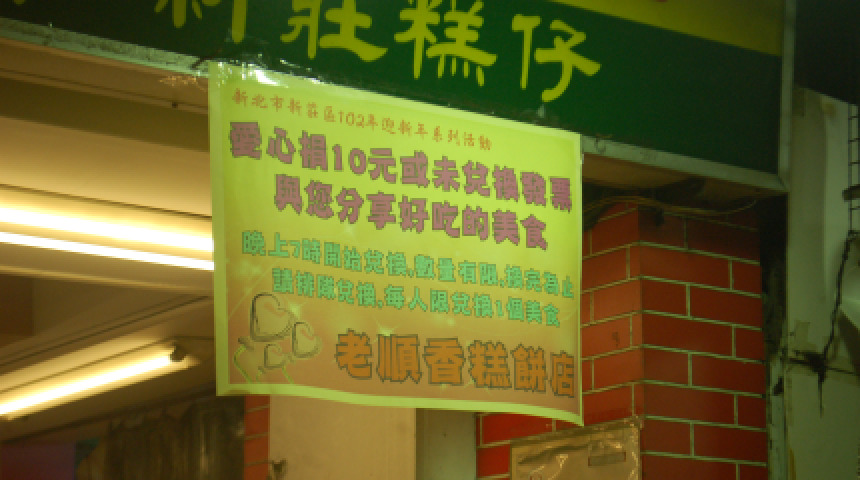 新莊糕仔
新北市新莊區102年迎新年系列活動
愛心捐10元或未兌換發票
與您分享好吃的美食
晚上7時開始兌換,數量有限,換完為止
請排隊兌換,每人限兌換1個美食
老順香糕餅店